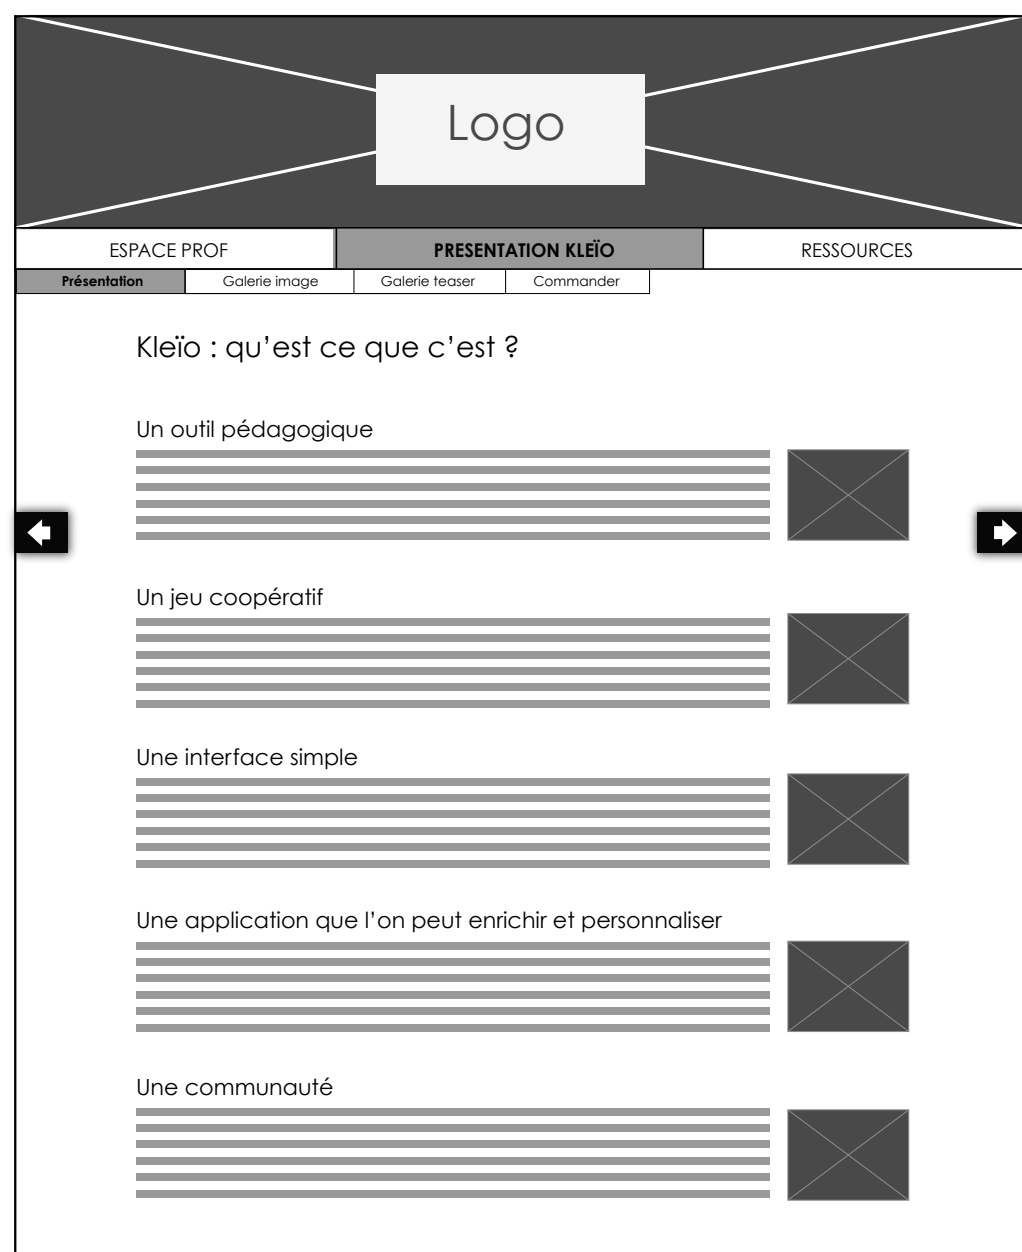 Logo
ESPACE PROF
PRESENTATION KLEÏO
RESSOURCES
Présentation
Galerie image
Galerie teaser
Commander
Kleïo : qu’est ce que c’est ?
Un outil pédagogique
Un jeu coopératif
Une interface simple
Une application que l’on peut enrichir et personnaliser
Une communauté